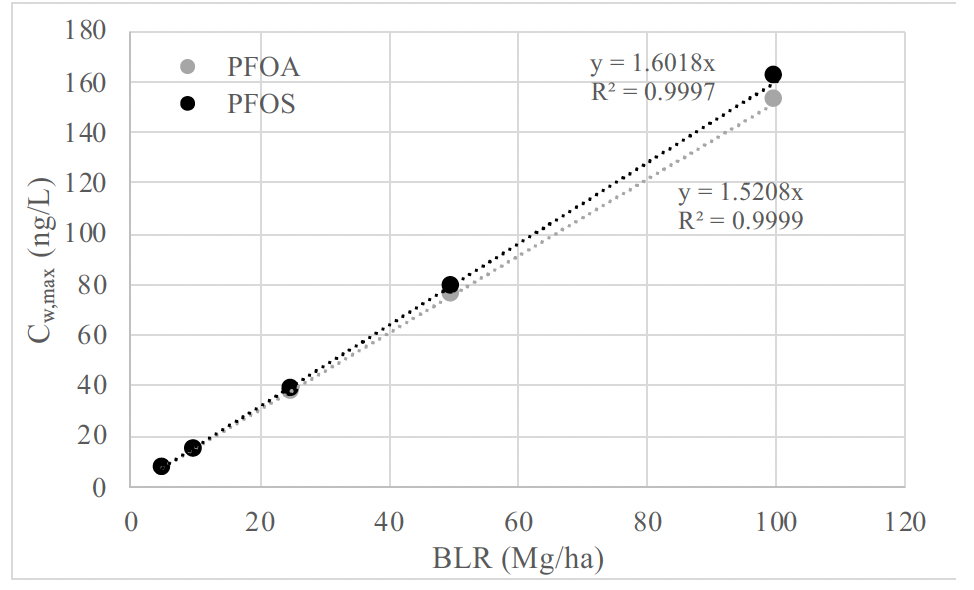 180
160
140
120
100
80
60
40
20
0
PFOA
PFOS
y = 1.6018x
R² = 0.9997
y = 1.5208x
R² = 0.9999
0 20 40 60 80 100 120
BLR (Mg/ha)
Cw,max (ng/L)